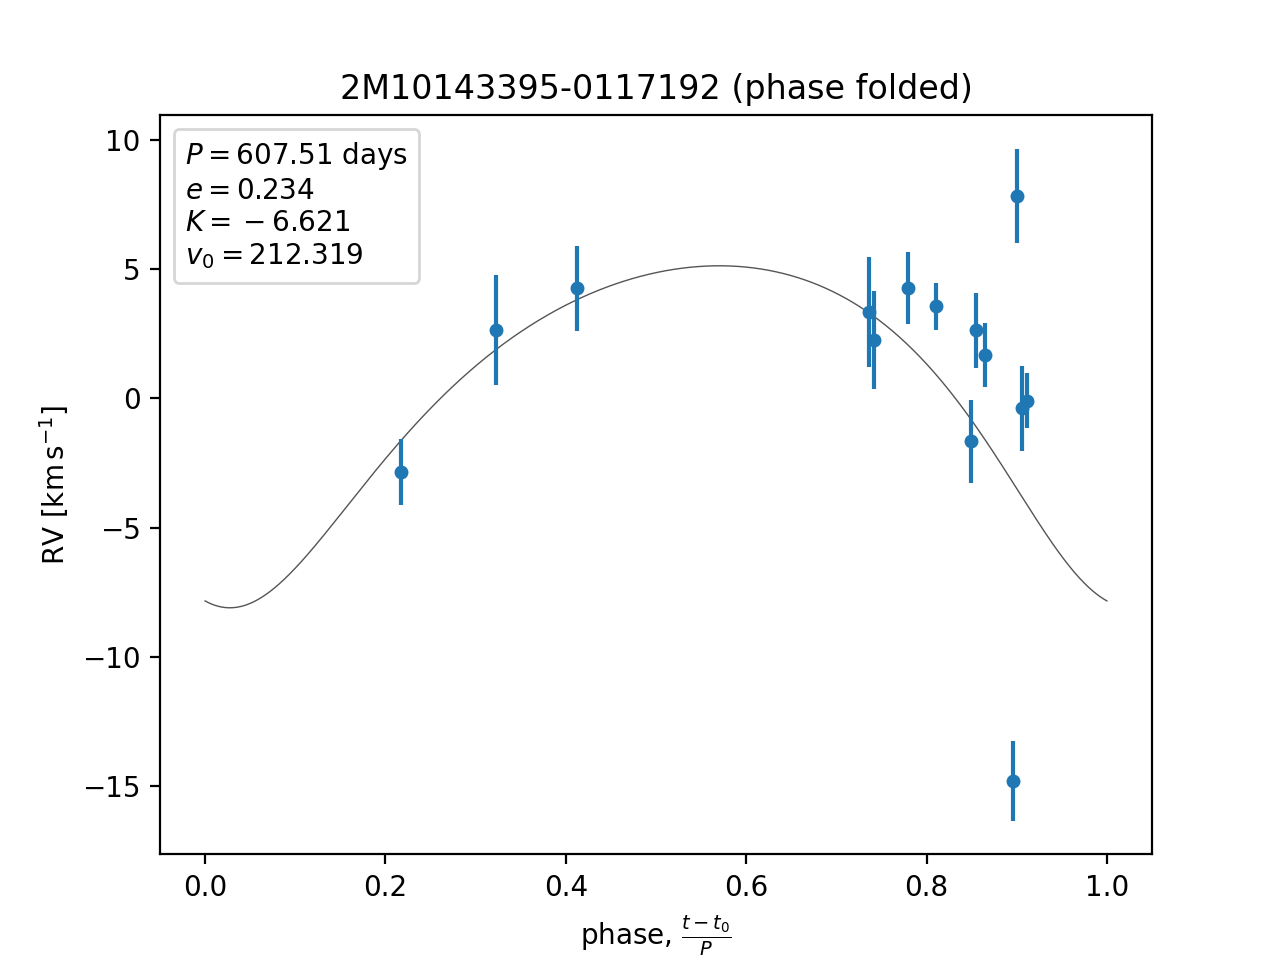 2M10143395-0117192 (phase folded)
P = 607.51 days
e = 0.234
K = −6.621
v₀ = 212.319
10
5
0
−5
−10
−15
RV [km s⁻¹]
0.0 0.2 0.4 0.6 0.8 1.0
phase, (t − t₀)/P